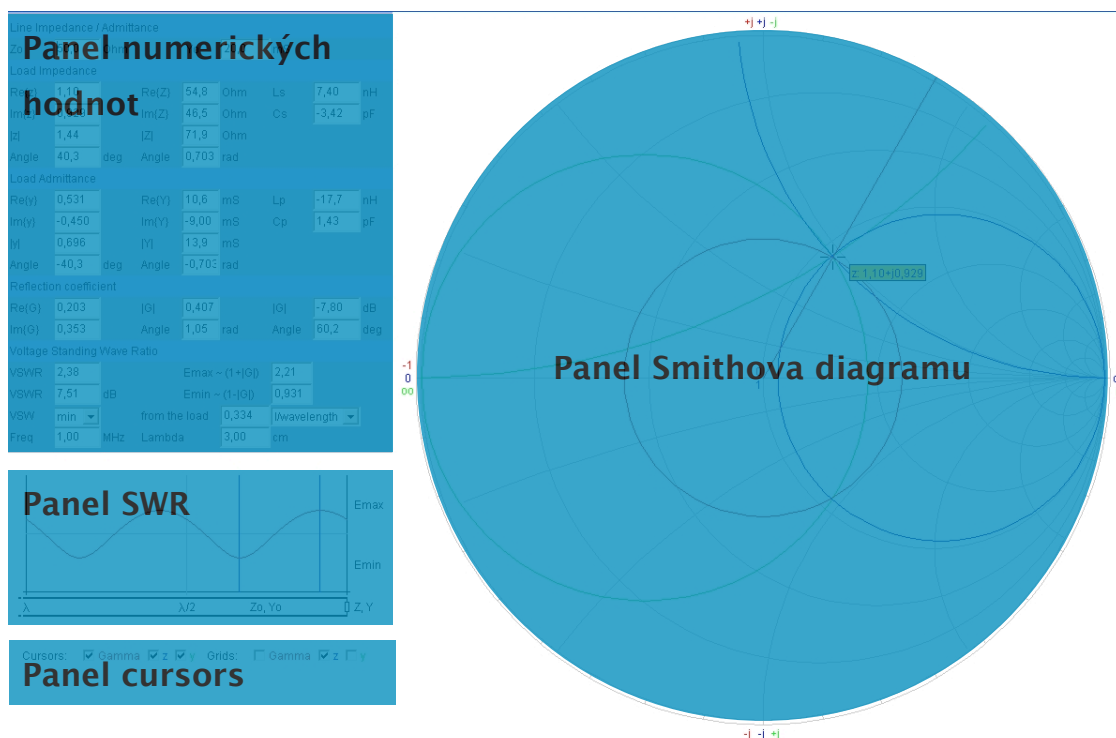 Line Impedance / Admittance
Panel numerických
hodnot
Load Impedance
Re(z) 1,10 Re(Z) 54,8 Ohm Ls 7,40 nH
Im(Z) 46,5 Ohm Cs -3,42 pF
|z| 1,44 |Z| 71,9 Ohm
Angle 40,3 deg Angle 0,703 rad
Load Admittance
Re(y) 0,531 Re(Y) 10,6 mS Lp -17,7 nH
Im(y) -0,450 Im(Y) -9,00 mS Cp 1,43 pF
|y| 0,696 |Y| 13,9 mS
Angle -40,3 deg Angle -0,703 rad
Reflection coefficient
Re(G) 0,203 |G| 0,407 |G| -7,80 dB
Im(G) 0,353 Angle 1,05 rad Angle 60,2 deg
Voltage Standing Wave Ratio
VSWR 2,38 Emax ~ (1+|G|) 2,21
VSWR 7,51 dB Emin ~ (1-|G|) 0,931
VSW min from the load 0,334 l/wavelength
Freq 1,00 MHz Lambda 3,00 cm
Panel SWR
Emax
Emin
λ λ/2 Zo, Yo 0 Z, Y
Cursors: Gamma z y Grids: Gamma z y
Panel cursors
+j +j -j
z: 1,10+j0,929
Panel Smithova diagramu
1
-1
0
oo
-j -j +j